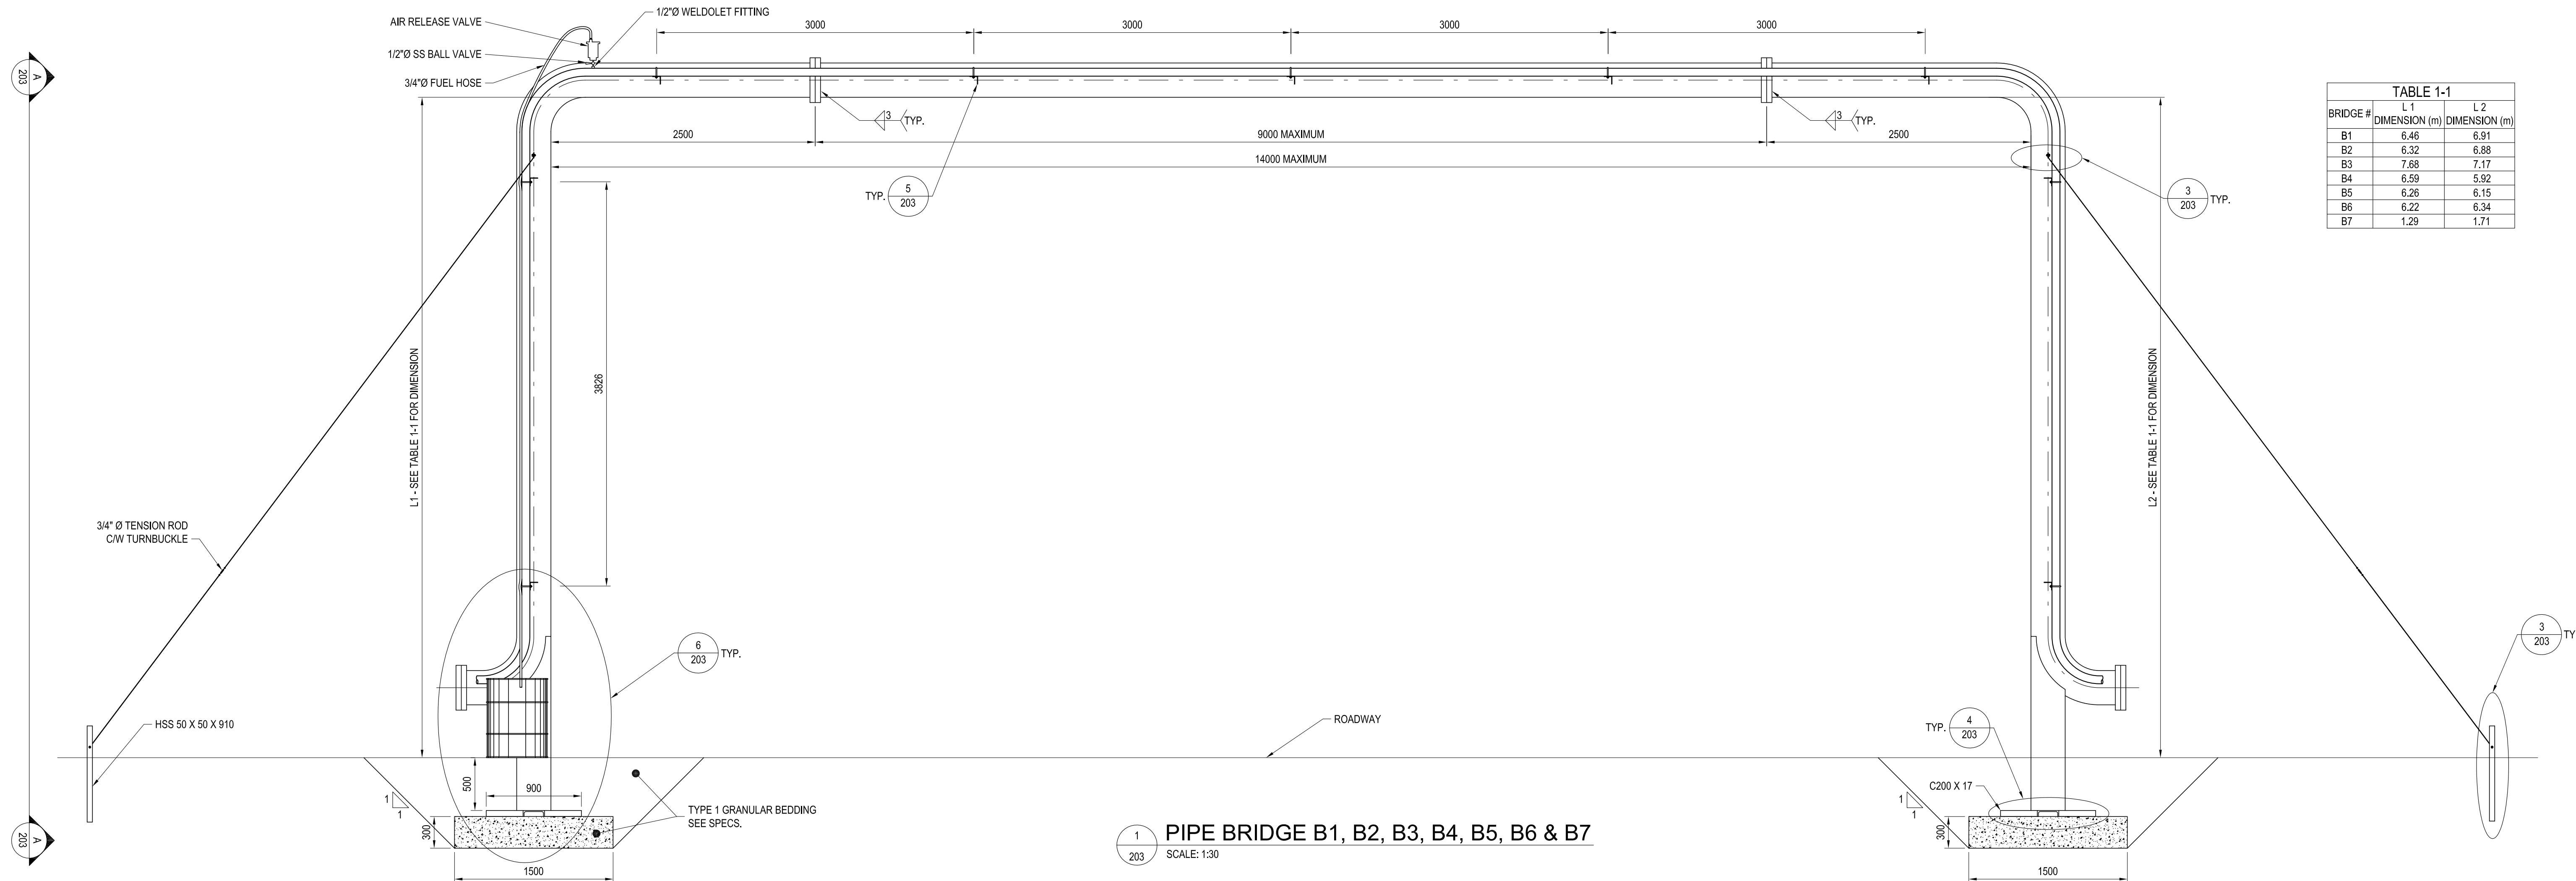 AIR RELEASE VALVE
1/2"Ø WELDOLET FITTING
1/2"Ø SS BALL VALVE
3/4"Ø FUEL HOSE
3000
3000
3000
3000
A
203
3
TYP.
3
TYP.
2500
9000 MAXIMUM
2500
14000 MAXIMUM
TYP.
5
203
3
203
TYP.
TABLE 1-1
BRIDGE # L 1 DIMENSION (m) L 2 DIMENSION (m)
B1 6.46 6.91
B2 6.32 6.88
B3 7.68 7.17
B4 6.59 5.92
B5 6.26 6.15
B6 6.22 6.34
B7 1.29 1.71
L1 - SEE TABLE 1-1 FOR DIMENSION
3826
L2 - SEE TABLE 1-1 FOR DIMENSION
3/4" Ø TENSION ROD
C/W TURNBUCKLE
6
203
TYP.
3
203
TY
HSS 50 X 50 X 910
ROADWAY
TYP.
4
203
500
900
C200 X 17
1
1
TYPE 1 GRANULAR BEDDING
SEE SPECS.
1
1
300
300
A
203
1500
1500
1
203
PIPE BRIDGE B1, B2, B3, B4, B5, B6 & B7
SCALE: 1:30